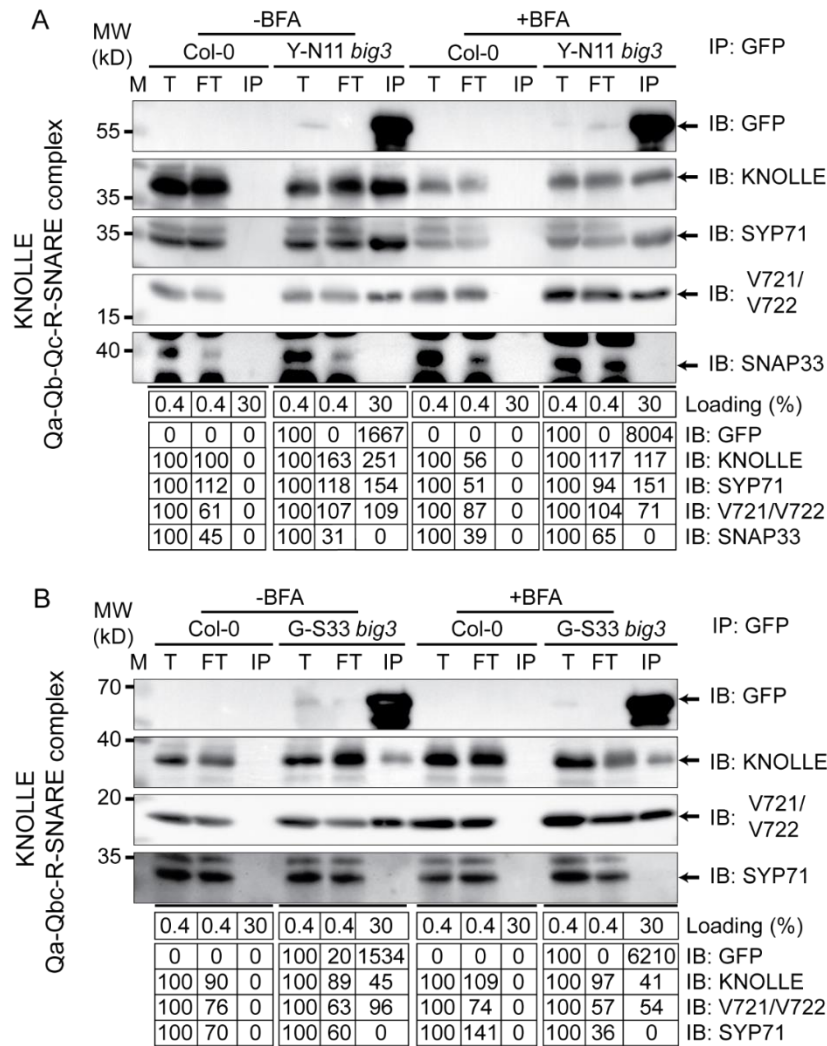 A
-BFA +BFA
MW (kD) Col-0 Y-N11 big3 Col-0 Y-N11 big3 IP: GFP
M T FT IP T FT IP T FT IP T FT IP
55 IB: GFP
35 IB: KNOLLE
35 IB: SYP71
15 IB: V721/V722
40 IB: SNAP33
KNOLLE
Qa-Qb-Qc-R-SNARE complex
0.4 0.4 30 0.4 0.4 30 0.4 0.4 30 0.4 0.4 30 Loading (%)
0 0 0 100 0 1667 0 0 0 100 0 8004 IB: GFP
100 100 0 100 163 251 100 56 0 100 117 117 IB: KNOLLE
100 112 0 100 118 154 100 51 0 100 94 151 IB: SYP71
100 61 0 100 107 109 100 87 0 100 104 71 IB: V721/V722
100 45 0 100 31 0 100 39 0 100 65 0 IB: SNAP33
B
-BFA +BFA
MW (kD) Col-0 G-S33 big3 Col-0 G-S33 big3 IP: GFP
M T FT IP T FT IP T FT IP T FT IP
70 IB: GFP
40 IB: KNOLLE
20 IB: V721/V722
35 IB: SYP71
KNOLLE
Qa-Qbc-R-SNARE complex
0.4 0.4 30 0.4 0.4 30 0.4 0.4 30 0.4 0.4 30 Loading (%)
0 0 0 100 20 1534 0 0 0 100 0 6210 IB: GFP
100 90 0 100 89 45 100 109 0 100 97 41 IB: KNOLLE
100 76 0 100 63 96 100 74 0 100 57 54 IB: V721/V722
100 70 0 100 60 0 100 141 0 100 36 0 IB: SYP71